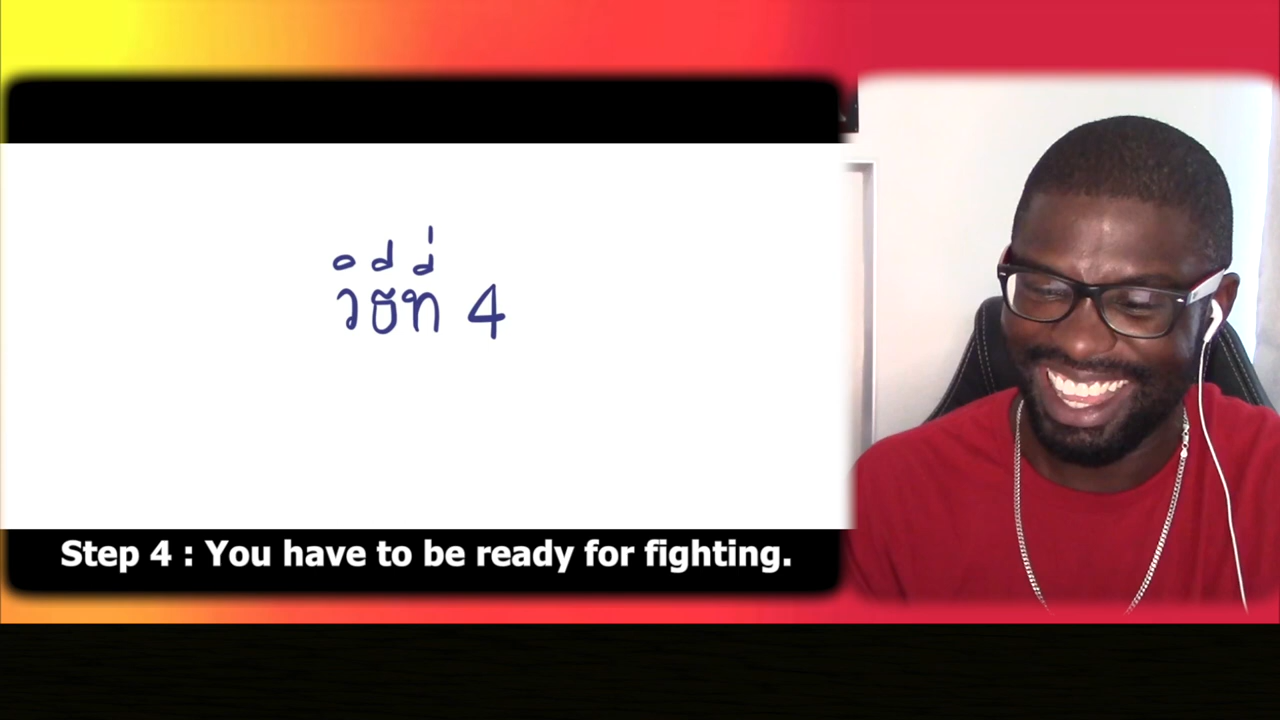 วิธีที่ 4
Step 4 : You have to be ready for fighting.